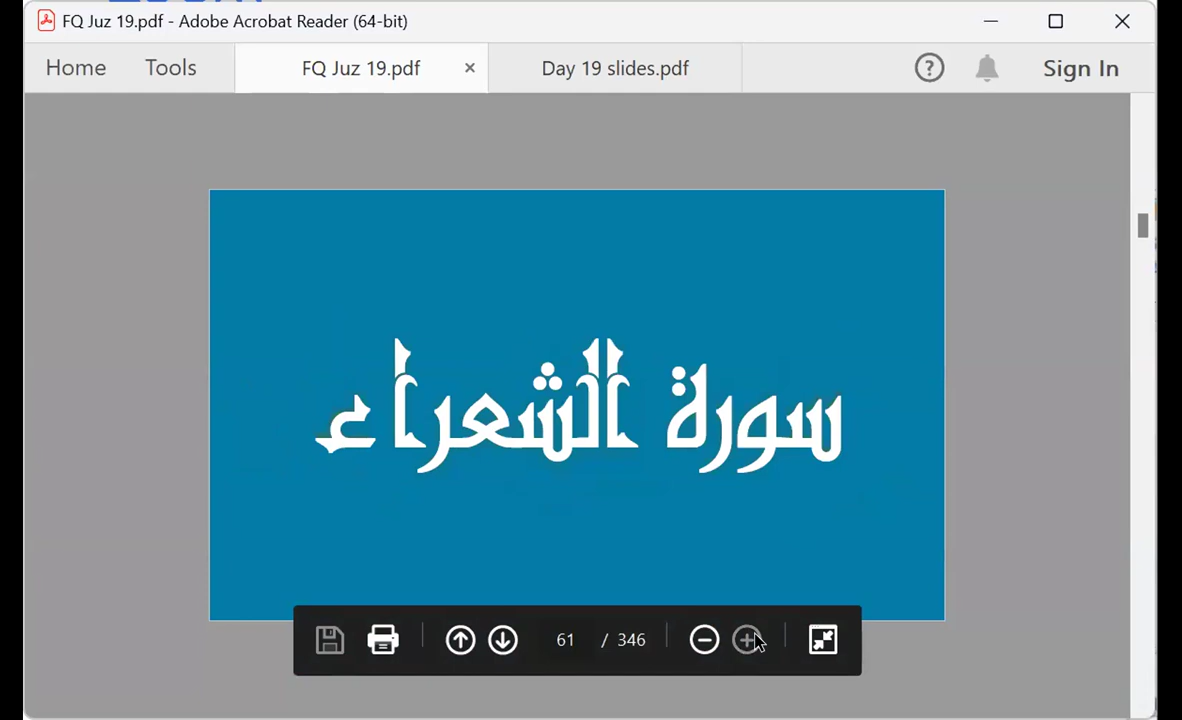 FQ Juz 19.pdf - Adobe Acrobat Reader (64-bit)
Home Tools FQ Juz 19.pdf Day 19 slides.pdf Sign In
سورة الشعراء
61 / 346